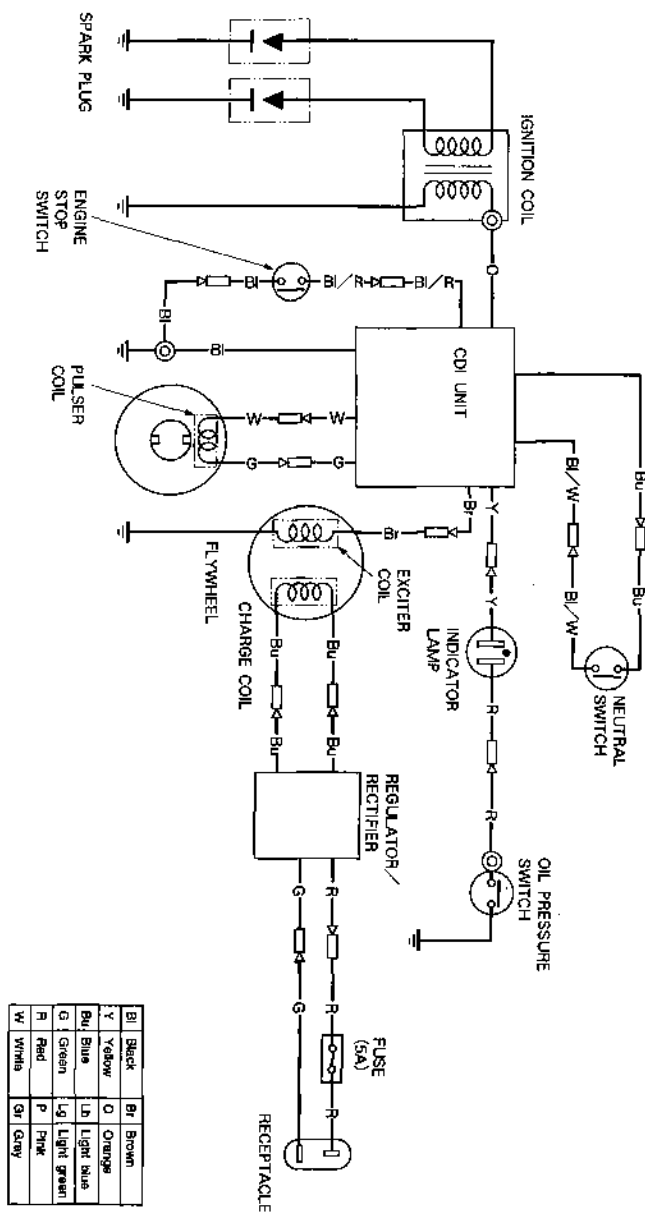 SPARK PLUG
IGNITION COIL
ENGINE
STOP
SWITCH
O
Bl
Bl/R
Bl/R
Bl
Bl
CDI UNIT
PULSER
COIL
W
W
G
G
Br
Br
Y
Y
Bl/W
Bl/W
Bu
Bu
NEUTRAL
SWITCH
INDICATOR
LAMP
R
R
OIL PRESSURE
SWITCH
EXCITER
COIL
FLYWHEEL
CHARGE COIL
Bu
Bu
Bu
Bu
REGULATOR/
RECTIFIER
R
R
R
G
G
FUSE
(5A)
RECEPTACLE
Bl Black Br Brown
Y Yellow O Orange
Bu Blue Lb Light blue
G Green Lg Light green
R Red P Pink
W White Gr Gray